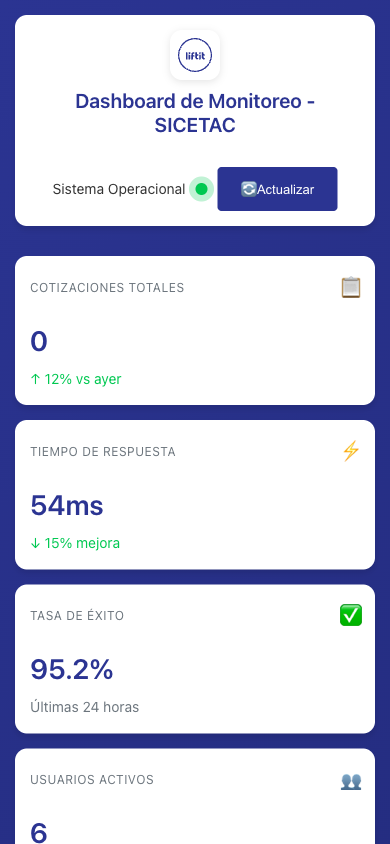 liftit
Dashboard de Monitoreo -
SICETAC
Sistema Operacional
Actualizar
COTIZACIONES TOTALES
0
↑ 12% vs ayer
TIEMPO DE RESPUESTA
54ms
↓ 15% mejora
TASA DE ÉXITO
95.2%
Últimas 24 horas
USUARIOS ACTIVOS
6